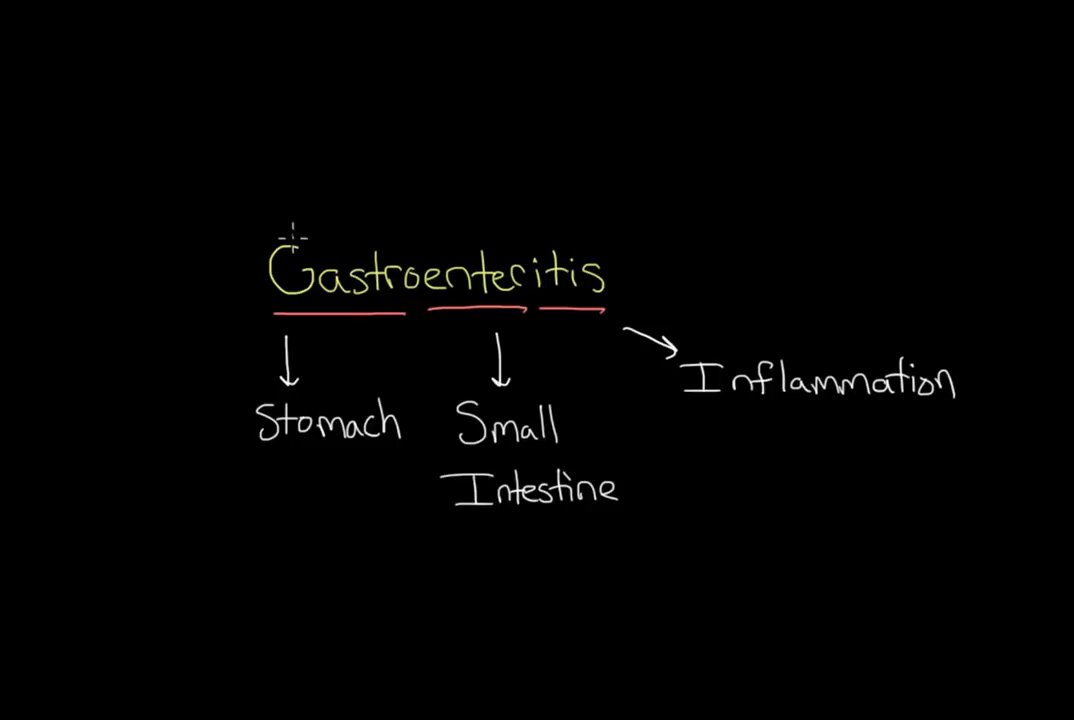 Gastroenteritis
Inflammation
Stomach
Small
Intestine